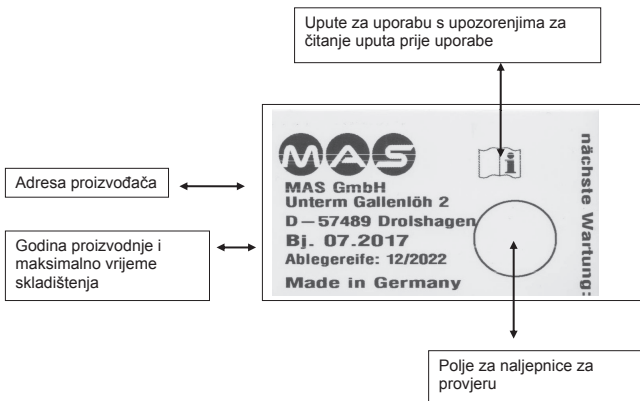 Upute za uporabu s upozorenjima za
čitanje uputa prije uporabe
Adresa proizvođača
Godina proizvodnje i
maksimalno vrijeme
skladištenja
MAS
MAS GmbH
Unterm Gallenlöh 2
D–57489 Drolshagen
Bj. 07.2017
Ablegereife: 12/2022
Made in Germany
i
nächste Wartung:
Polje za naljepnice za
provjeru